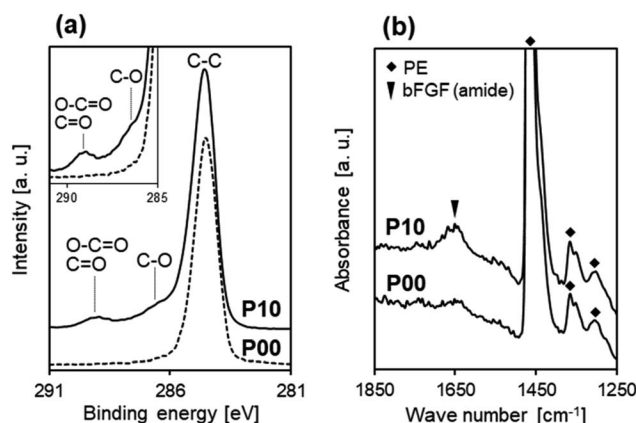 (a)
C-C
C-O
O-C=O
C=O
290
285
O-C=O
C=O
C-O
P10
P00
Intensity [a. u.]
291
286
281
Binding energy [eV]
(b)
◆ PE
▼ bFGF (amide)
P10
P00
Absorbance [a. u.]
1850
1650
1450
1250
Wave number [cm-1]